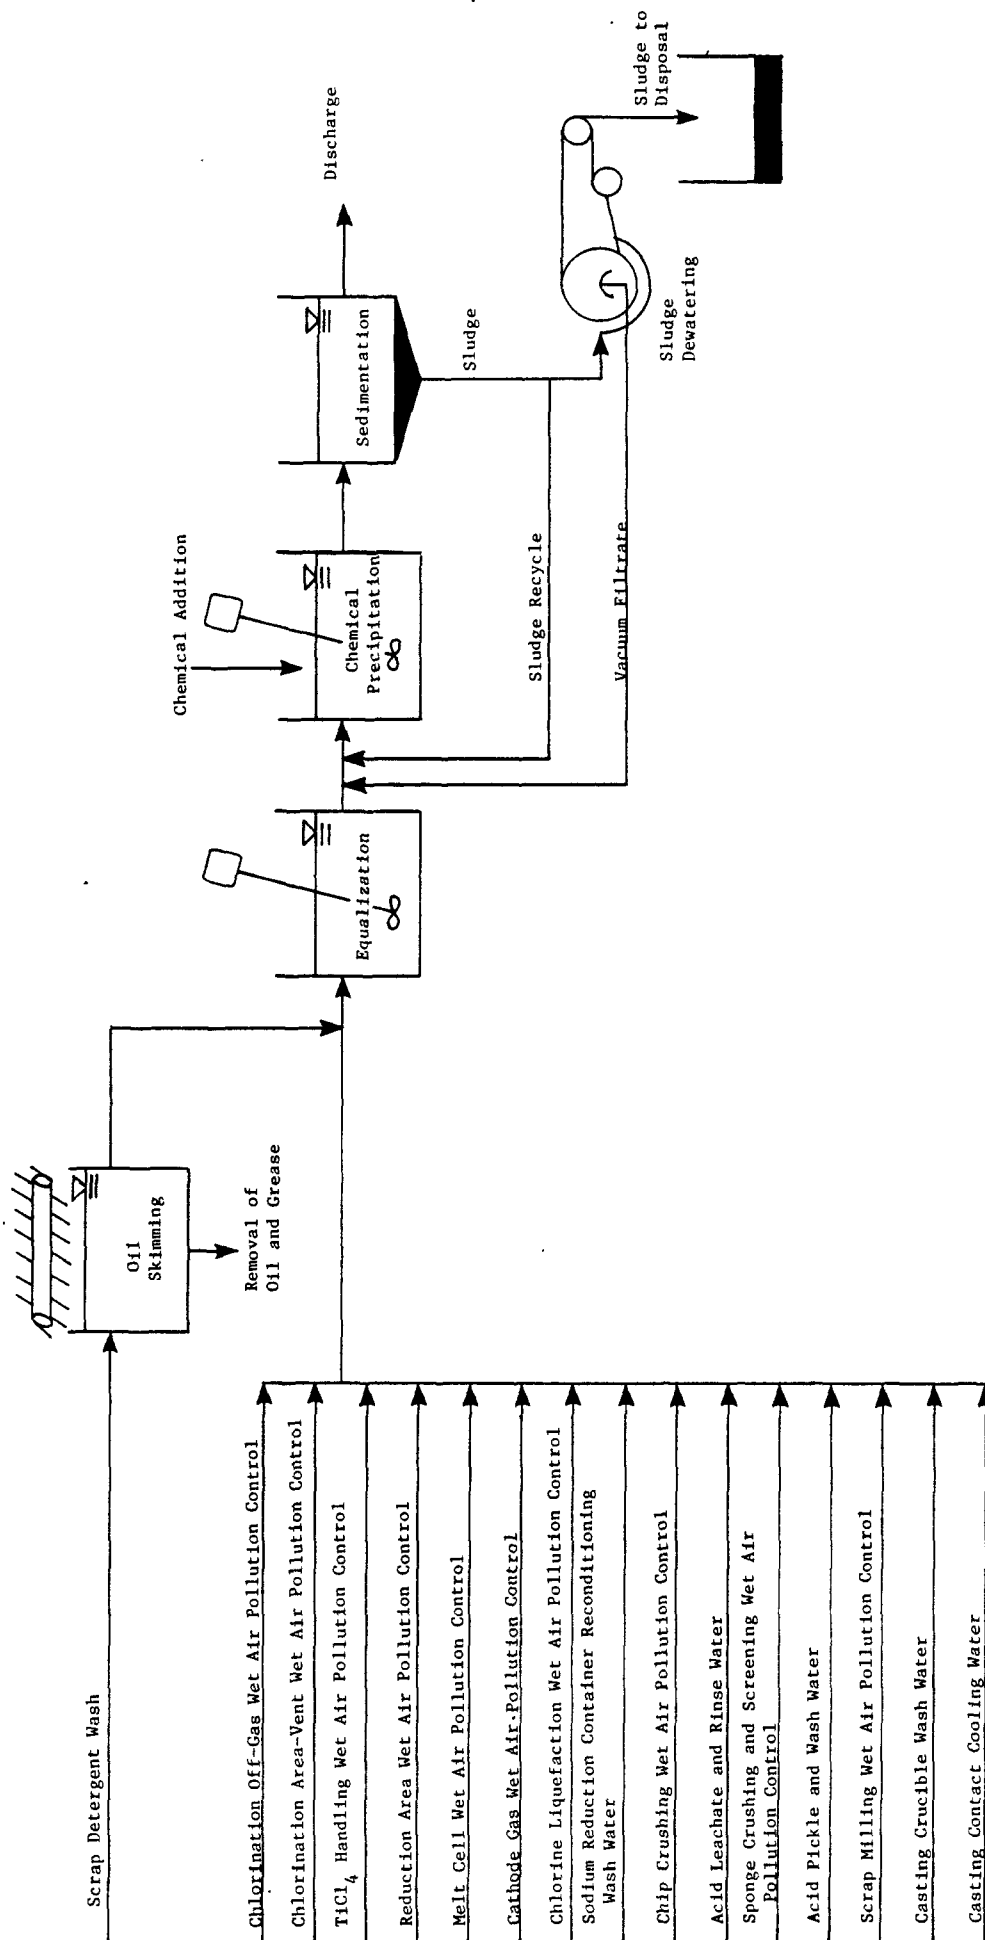 Scrap Detergent Wash
Oil
Skimming
Removal of
Oil and Grease
Chlorination Off-Gas Wet Air Pollution Control
Chlorination Area-Vent Wet Air Pollution Control
TiCl4 Handling Wet Air Pollution Control
Reduction Area Wet Air Pollution Control
Melt Cell Wet Air Pollution Control
Cathode Gas Wet Air Pollution Control
Chlorine Liquefaction Wet Air Pollution Control
Sodium Reduction Container Reconditioning
Wash Water
Chip Crushing Wet Air Pollution Control
Acid Leachate and Rinse Water
Sponge Crushing and Screening Wet Air
Pollution Control
Acid Pickle and Wash Water
Scrap Milling Wet Air Pollution Control
Casting Crucible Wash Water
Casting Contact Cooling Water
Equalization
Chemical Addition
Chemical
Precipitation
Sedimentation
Discharge
Sludge
Sludge Recycle
Vacuum Filtrate
Sludge
Dewatering
Sludge to
Disposal